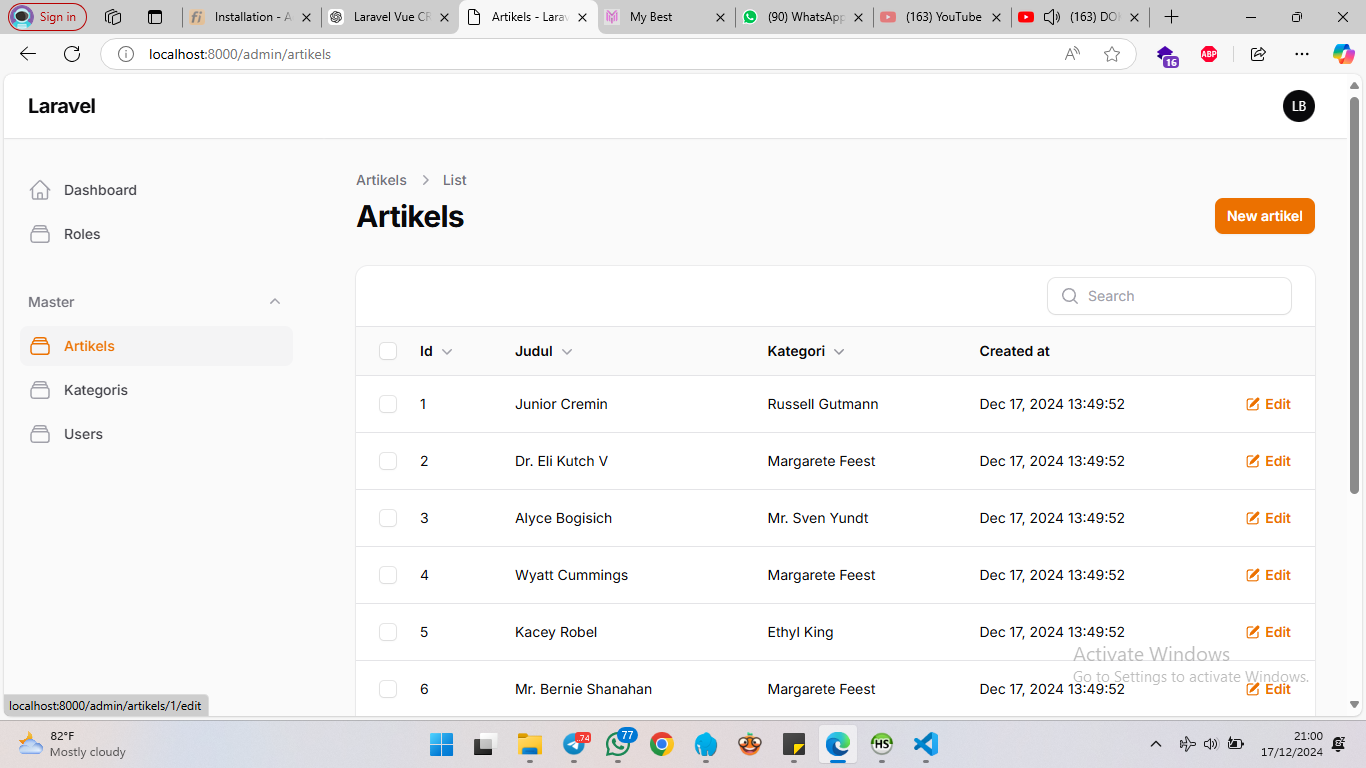 Sign in
Installation - A
Laravel Vue CR
Artikels - Larav
My Best
(90) WhatsApp
(163) YouTube
(163) DO
localhost:8000/admin/artikels
16
ABP
Laravel
LB
Dashboard
Roles
Master
Artikels
Kategoris
Users
Artikels > List
Artikels
New artikel
Search
Id Judul Kategori Created at
1 Junior Cremin Russell Gutmann Dec 17, 2024 13:49:52 Edit
2 Dr. Eli Kutch V Margarete Feest Dec 17, 2024 13:49:52 Edit
3 Alyce Bogisich Mr. Sven Yundt Dec 17, 2024 13:49:52 Edit
4 Wyatt Cummings Margarete Feest Dec 17, 2024 13:49:52 Edit
5 Kacey Robel Ethyl King Dec 17, 2024 13:49:52 Edit
6 Mr. Bernie Shanahan Margarete Feest Dec 17, 2024 13:49:52 Edit
Activate Windows
Go to Settings to activate Windows.
localhost:8000/admin/artikels/1/edit
82°F
Mostly cloudy
74
77
HS
21:00
17/12/2024